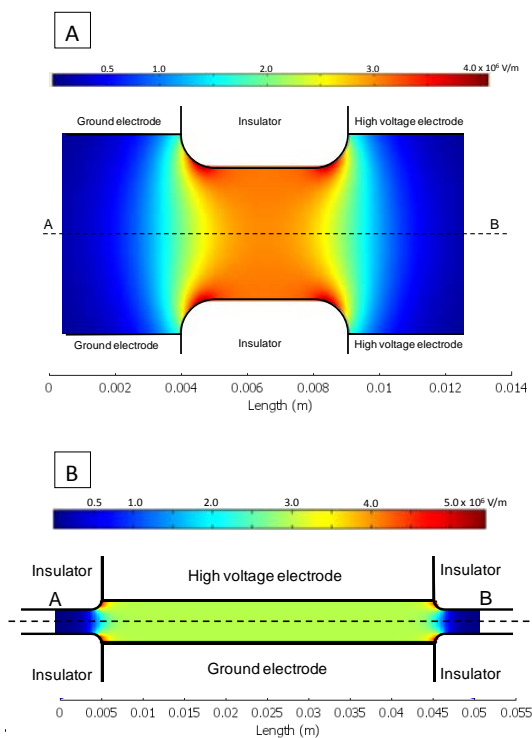 A
0.5 1.0 2.0 3.0 4.0 x 10⁶ V/m
Ground electrode Insulator High voltage electrode
A B
Ground electrode Insulator High voltage electrode
0 0.002 0.004 0.006 0.008 0.01 0.012 0.014
Length (m)
B
0.5 1.0 2.0 3.0 4.0 5.0 x 10⁶ V/m
Insulator High voltage electrode Insulator
A B
Insulator Ground electrode Insulator
0 0.005 0.01 0.015 0.02 0.025 0.03 0.035 0.04 0.045 0.05 0.055
Length (m)